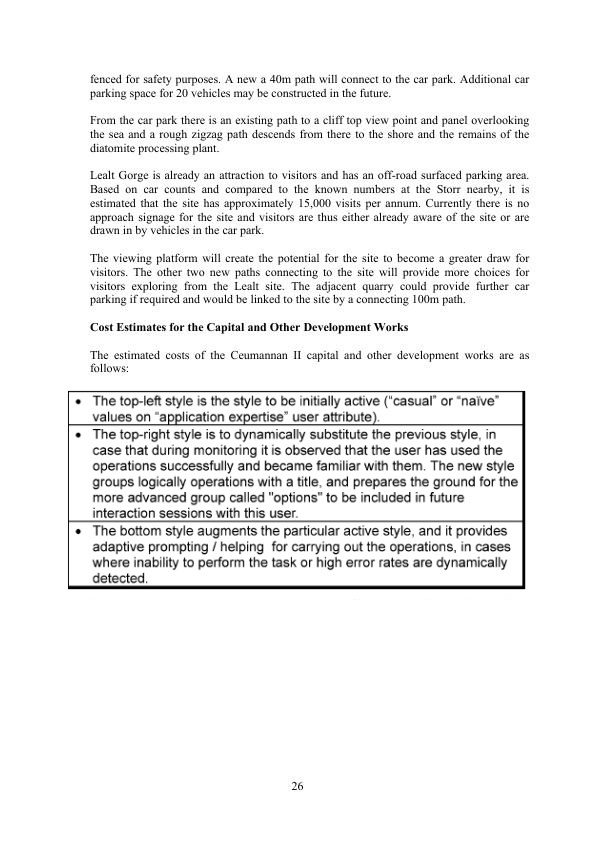 fenced for safety purposes. A new a 40m path will connect to the car park. Additional car
parking space for 20 vehicles may be constructed in the future.
From the car park there is an existing path to a cliff top view point and panel overlooking
the sea and a rough zigzag path descends from there to the shore and the remains of the
diatomite processing plant.
Lealt Gorge is already an attraction to visitors and has an off-road surfaced parking area.
Based on car counts and compared to the known numbers at the Storr nearby, it is
estimated that the site has approximately 15,000 visits per annum. Currently there is no
approach signage for the site and visitors are thus either already aware of the site or are
drawn in by vehicles in the car park.
The viewing platform will create the potential for the site to become a greater draw for
visitors. The other two new paths connecting to the site will provide more choices for
visitors exploring from the Lealt site. The adjacent quarry could provide further car
parking if required and would be linked to the site by a connecting 100m path.
Cost Estimates for the Capital and Other Development Works
The estimated costs of the Ceumannan II capital and other development works are as
follows:
• The top-left style is the style to be initially active (“casual” or “naïve”
values on “application expertise” user attribute).
• The top-right style is to dynamically substitute the previous style, in
case that during monitoring it is observed that the user has used the
operations successfully and became familiar with them. The new style
groups logically operations with a title, and prepares the ground for the
more advanced group called "options" to be included in future
interaction sessions with this user.
• The bottom style augments the particular active style, and it provides
adaptive prompting / helping for carrying out the operations, in cases
where inability to perform the task or high error rates are dynamically
detected.
26